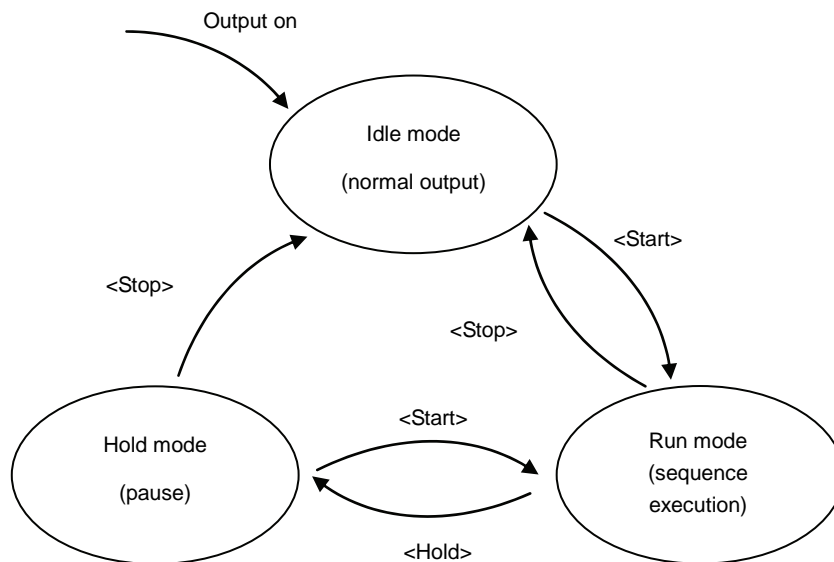 Output on
Idle mode
(normal output)
<Start>
<Stop>
<Stop>
<Start>
Hold mode
(pause)
Run mode
(sequence
execution)
<Hold>